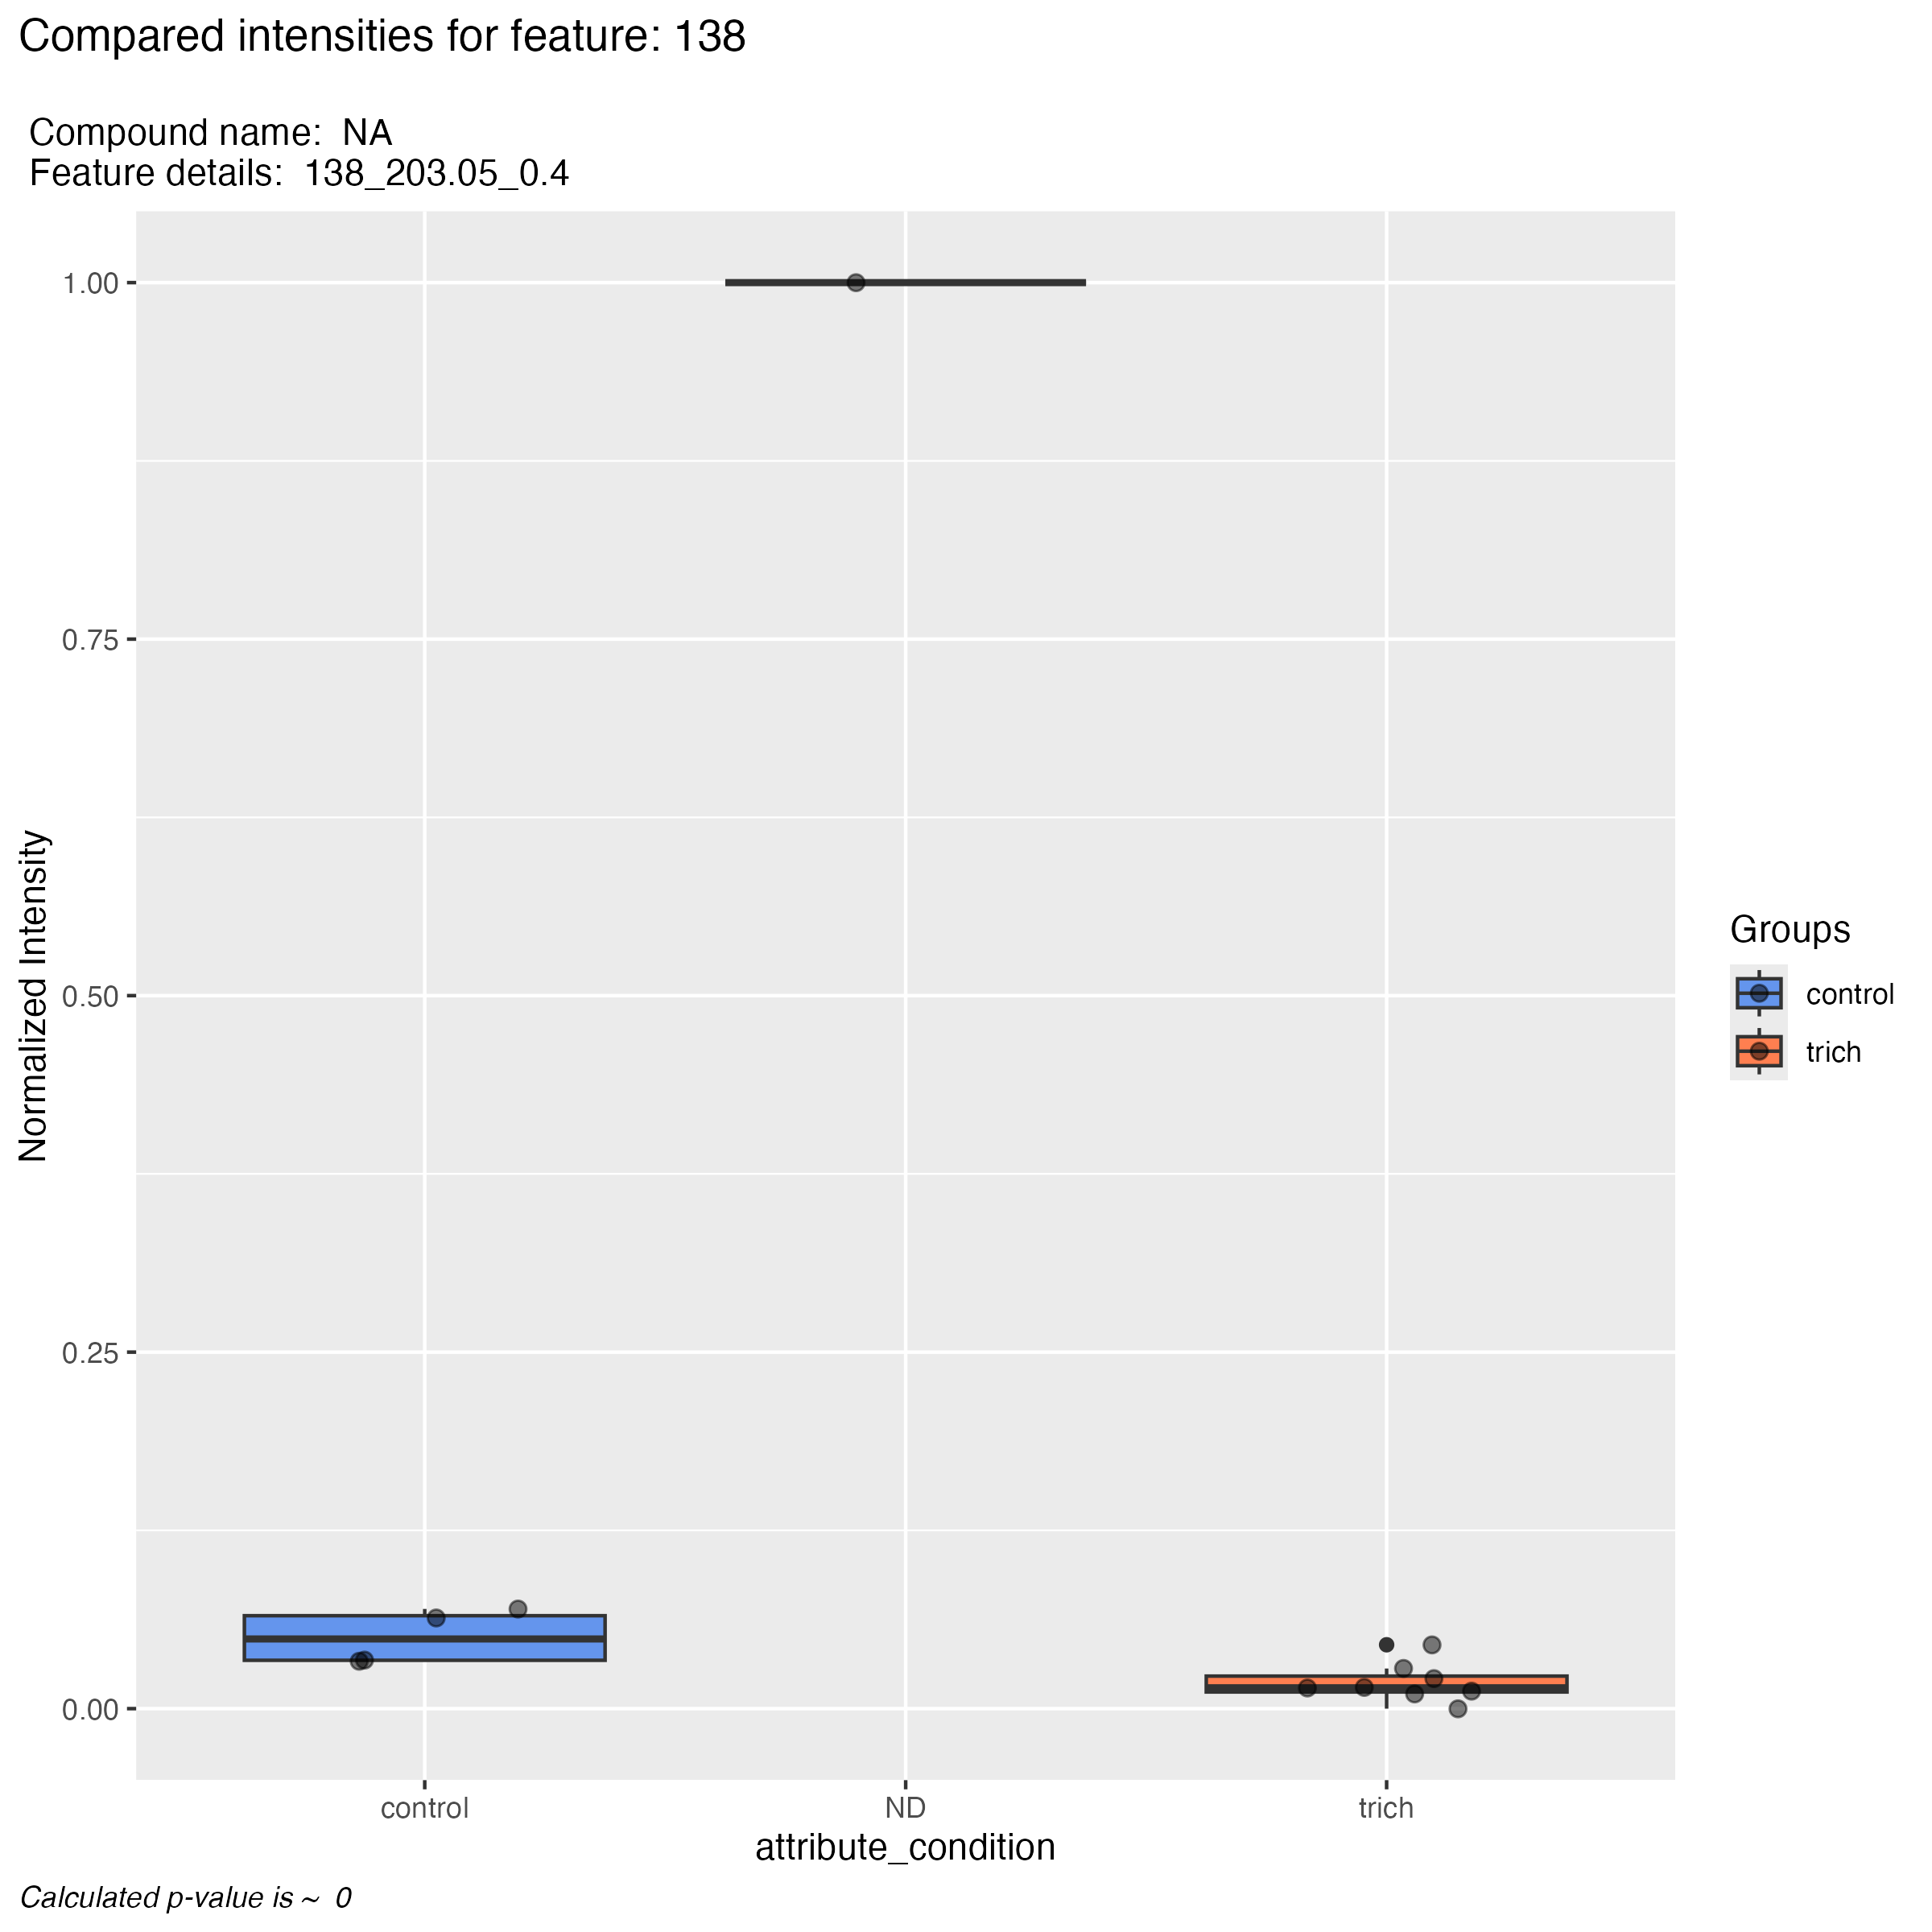 Compared intensities for feature: 138
Compound name:  NA
Feature details:  138_203.05_0.4
Normalized Intensity
1.00
0.75
0.50
0.25
0.00
control
ND
trich
attribute_condition
Groups
control
trich
Calculated p-value is ~  0